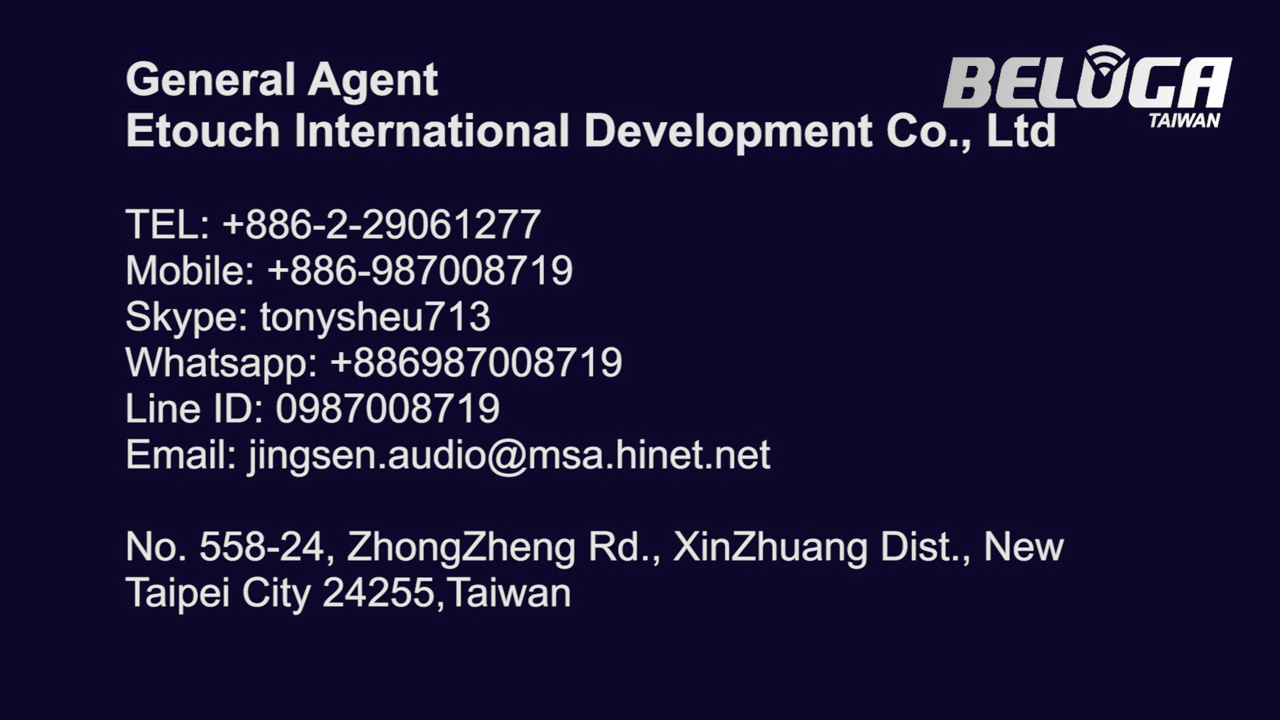 General Agent
Etouch International Development Co., Ltd
BELUGA
TAIWAN
TEL: +886-2-29061277
Mobile: +886-987008719
Skype: tonysheu713
Whatsapp: +886987008719
Line ID: 0987008719
Email: jingsen.audio@msa.hinet.net
No. 558-24, ZhongZheng Rd., XinZhuang Dist., New
Taipei City 24255,Taiwan